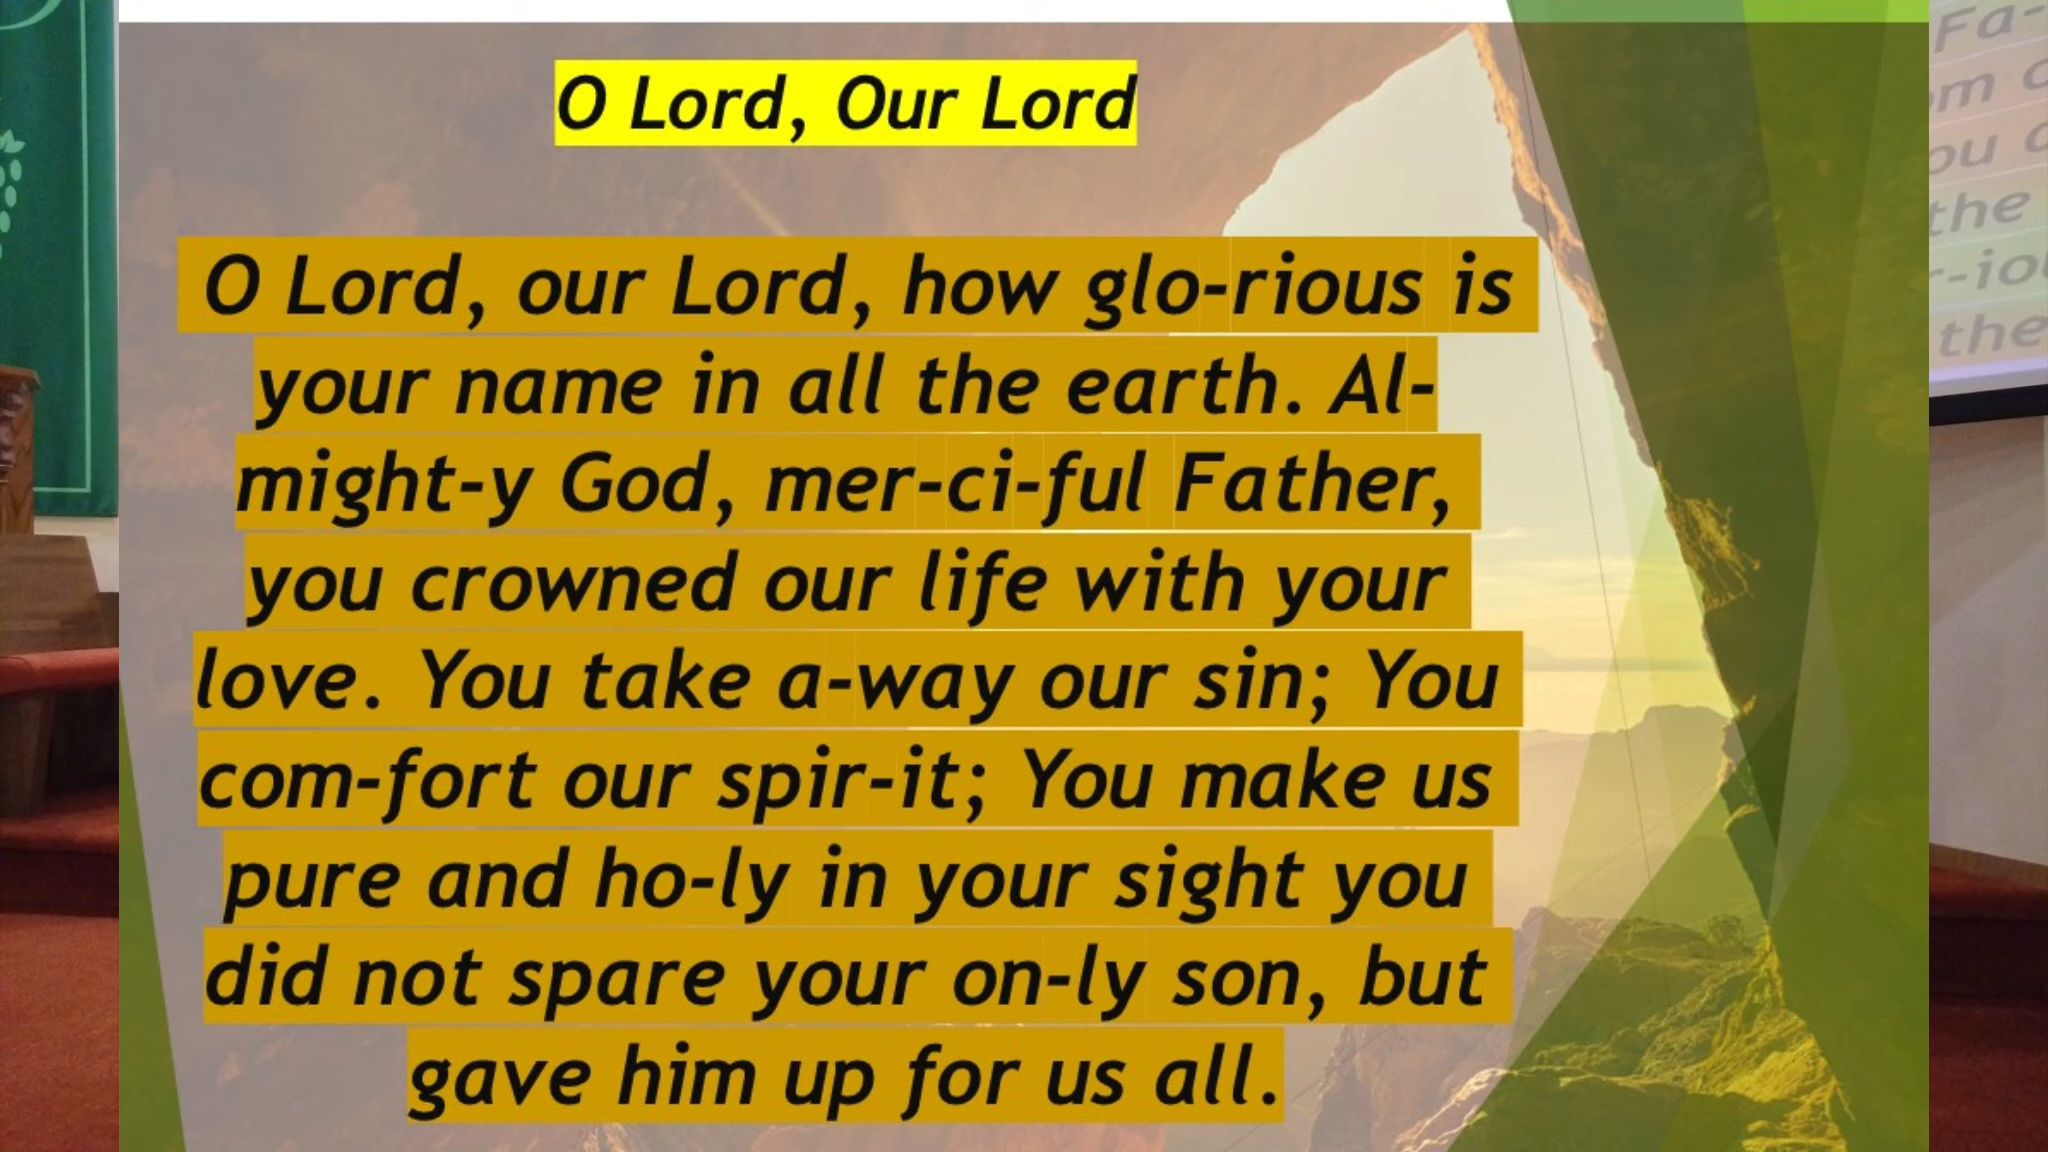 O Lord, Our Lord
O Lord, our Lord, how glo-rious is
your name in all the earth. Al-
might-y God, mer-ci-ful Father,
you crowned our life with your
love. You take a-way our sin; You
com-fort our spir-it; You make us
pure and ho-ly in your sight you
did not spare your on-ly son, but
gave him up for us all.
Fa-
the
the